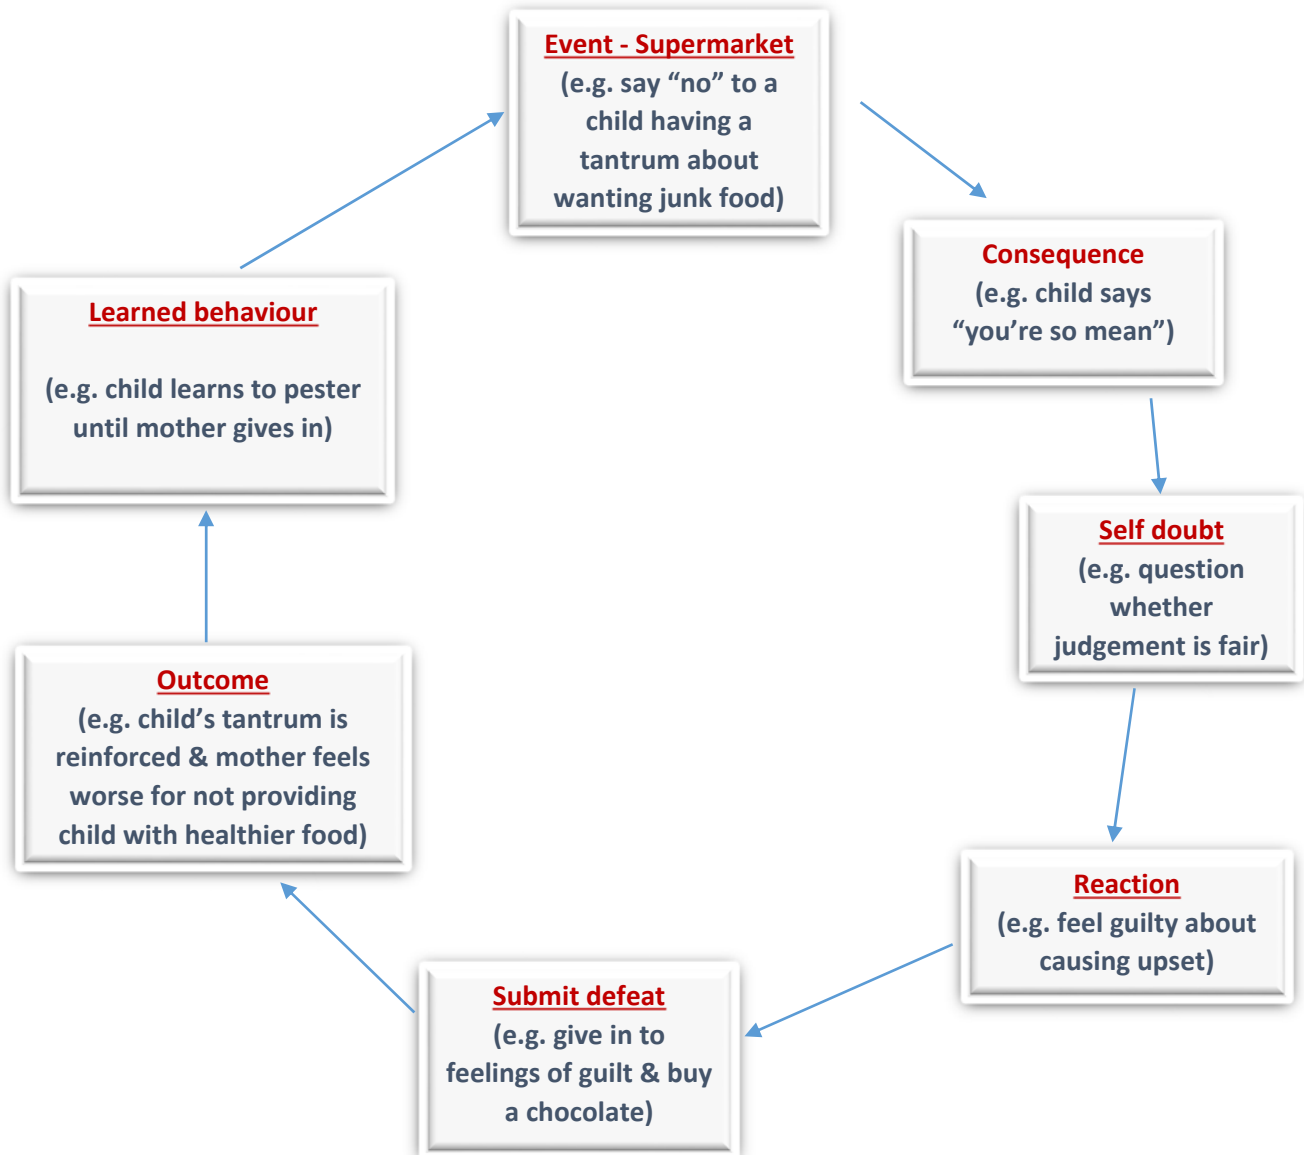 Event - Supermarket
(e.g. say “no” to a
child having a
tantrum about
wanting junk food)
Consequence
(e.g. child says
“you’re so mean”)
Self doubt
(e.g. question
whether
judgement is fair)
Reaction
(e.g. feel guilty about
causing upset)
Submit defeat
(e.g. give in to
feelings of guilt & buy
a chocolate)
Outcome
(e.g. child’s tantrum is
reinforced & mother feels
worse for not providing
child with healthier food)
Learned behaviour
(e.g. child learns to pester
until mother gives in)